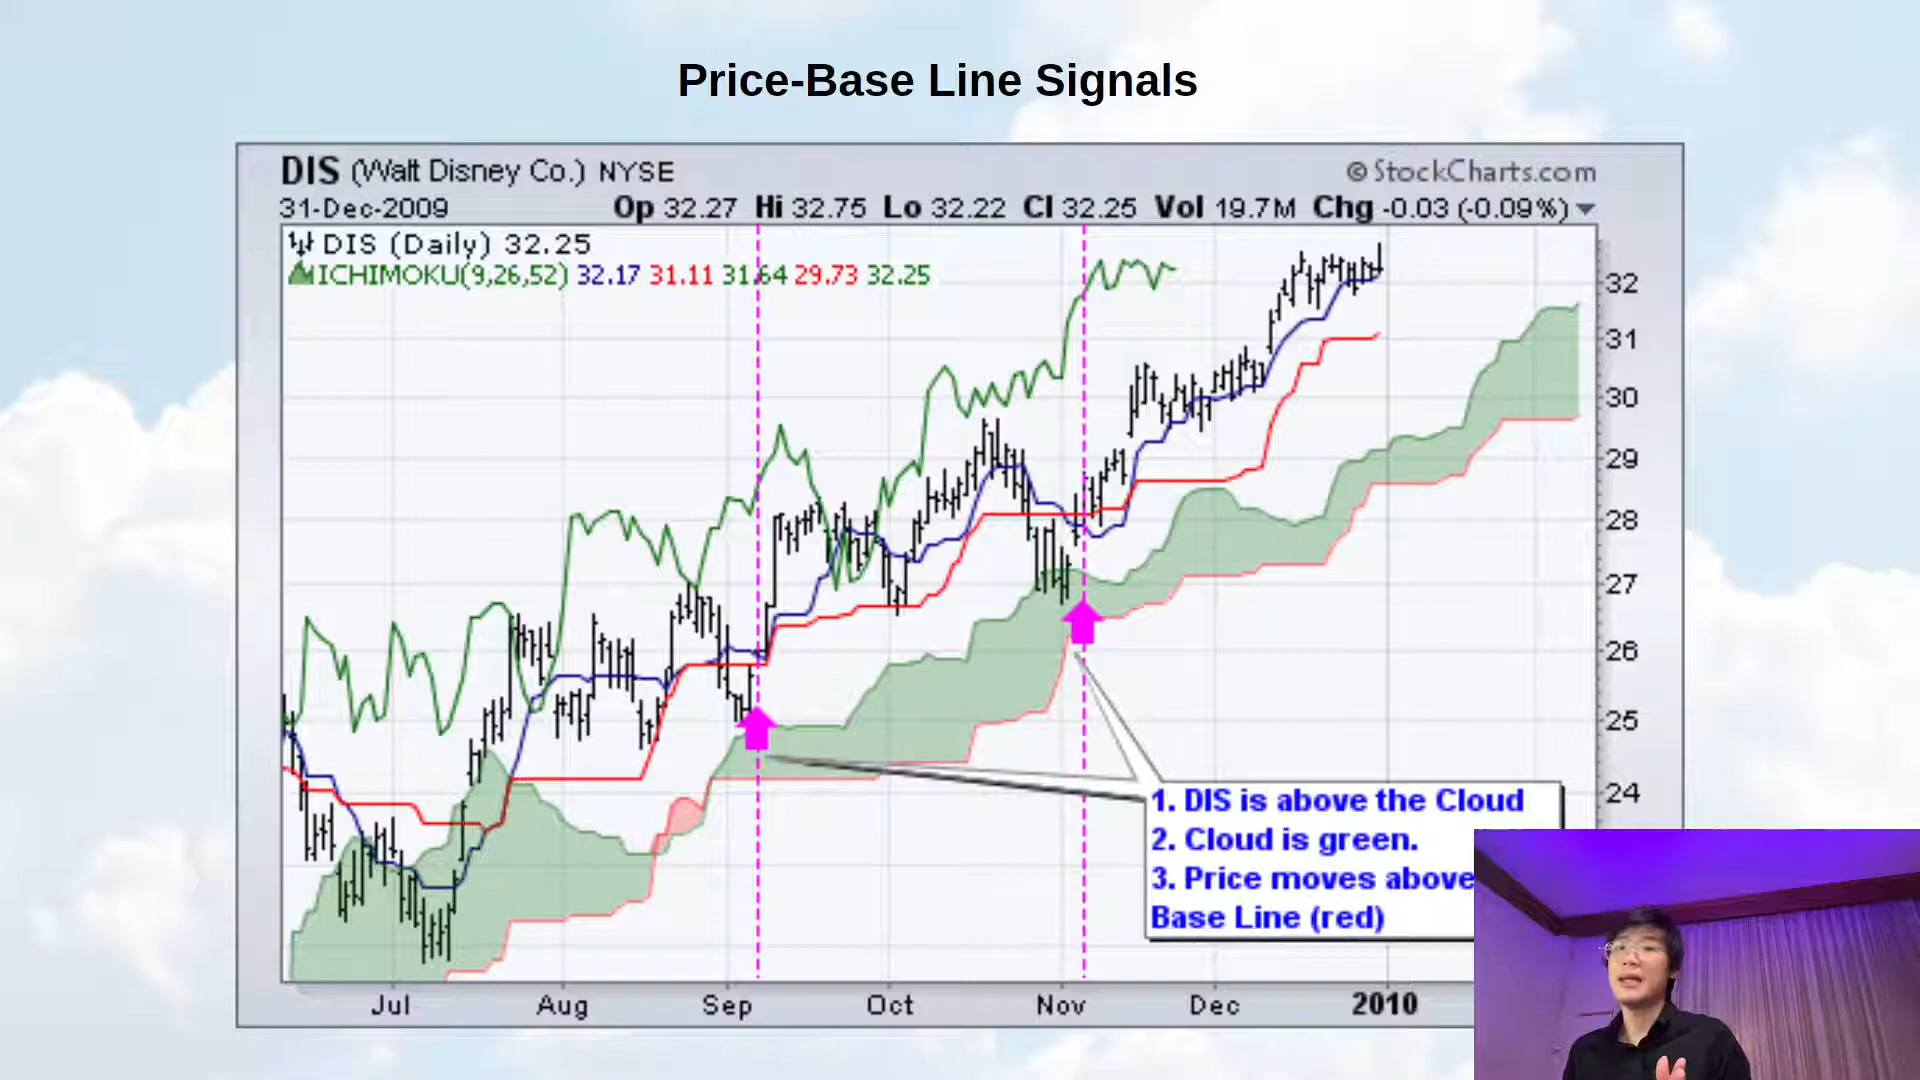 Price-Base Line Signals
DIS (Walt Disney Co.) NYSE
© StockCharts.com
31-Dec-2009
Op 32.27 Hi 32.75 Lo 32.22 Cl 32.25 Vol 19.7M Chg -0.03 (-0.09%)
DIS (Daily) 32.25
ICHIMOKU(9,26,52) 32.17 31.11 31.64 29.73 32.25
32
31
30
29
28
27
26
25
24
1. DIS is above the Cloud
2. Cloud is green.
3. Price moves above
Base Line (red)
Jul Aug Sep Oct Nov Dec 2010